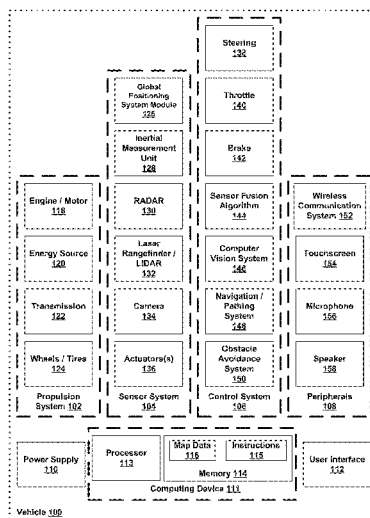 Steering
138
Global
Positioning
System Module
126
Throttle
140
Inertial
Measurement
Unit
128
Brake
142
Engine / Motor
118
RADAR
130
Sensor Fusion
Algorithm
144
Wireless
Communication
System 152
Energy Source
120
Laser
Rangefinder /
LIDAR
132
Computer
Vision System
146
Touchscreen
154
Transmission
122
Camera
134
Navigation /
Pathing
System
148
Microphone
156
Wheels / Tires
124
Actuators(s)
136
Obstacle
Avoidance
System
150
Speaker
158
Propulsion
System 102
Sensor System
104
Control System
106
Peripherals
108
Power Supply
110
Processor
113
Map Data
116
Instructions
115
Memory 114
Computing Device 111
User Interface
112
Vehicle 100